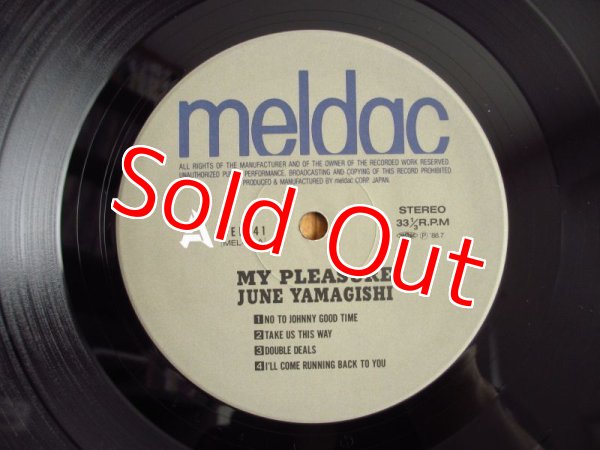 meldac
ALL RIGHTS OF THE MANUFACTURER AND OF THE OWNER OF THE RECORDED WORK RESERVED.
UNAUTHORIZED PERFORMANCE, BROADCASTING AND COPYING OF THIS RECORD PROHIBITED
PRODUCED & MANUFACTURED BY meldac CORP. JAPAN.
Sold Out
A
41
STEREO
33⅓R.P.M
Ⓟ '86.7
MY PLEASURE
JUNE YAMAGISHI
1 NO TO JOHNNY GOOD TIME
2 TAKE US THIS WAY
3 DOUBLE DEALS
4 I'LL COME RUNNING BACK TO YOU